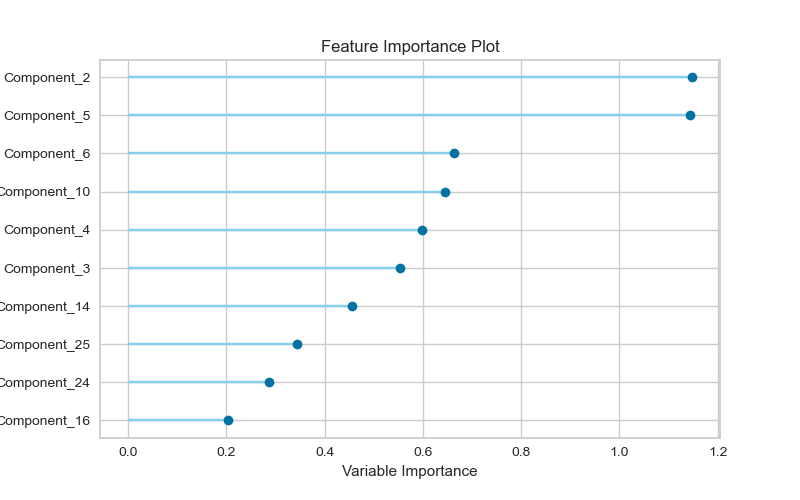 Feature Importance Plot
Component_2
Component_5
Component_6
Component_10
Component_4
Component_3
Component_14
Component_25
Component_24
Component_16
0.0 0.2 0.4 0.6 0.8 1.0 1.2
Variable Importance